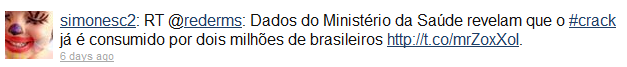 simonesc2: RT @rederms: Dados do Ministério da Saúde revelam que o #crack
já é consumido por dois milhões de brasileiros http://t.co/mrZoxXol.
6 days ago